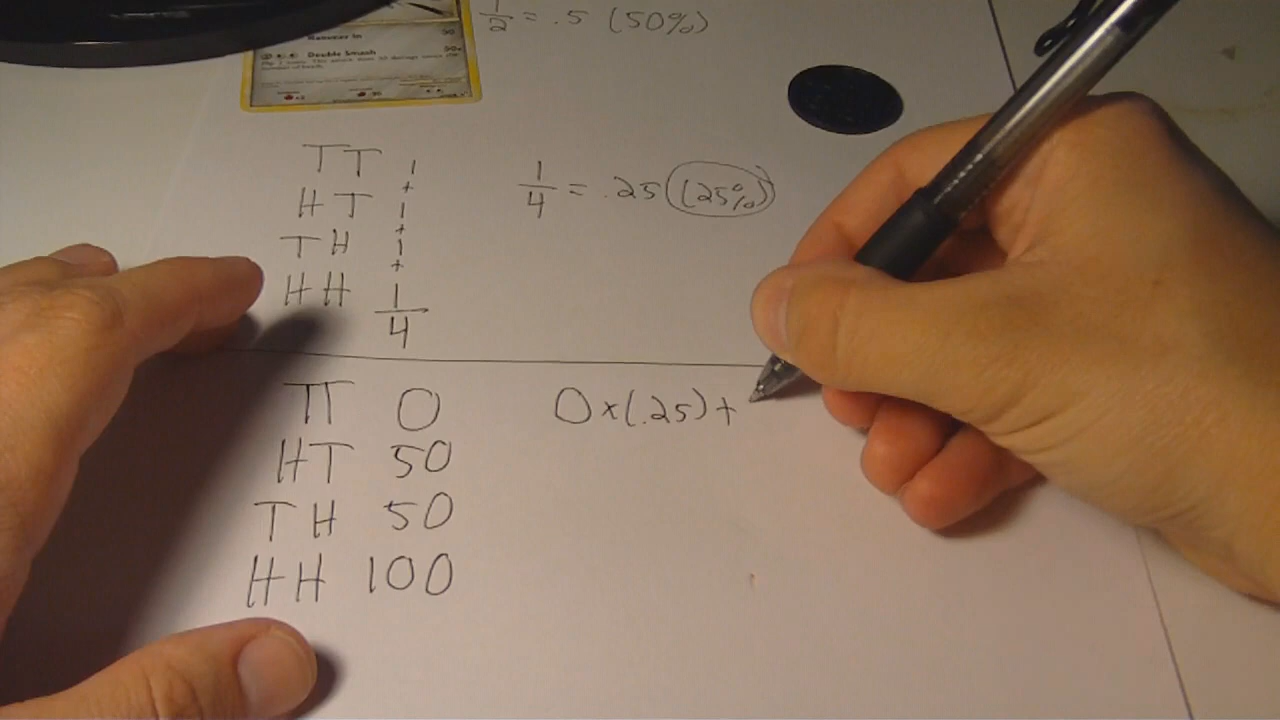 1/2 = .5 (50%)
Double Smash
TT 1
+
HT 1
+
TH 1
+
HH 1
4
1/4 = .25 (25%)
TT 0
HT 50
TH 50
HH 100
0 x (.25) +